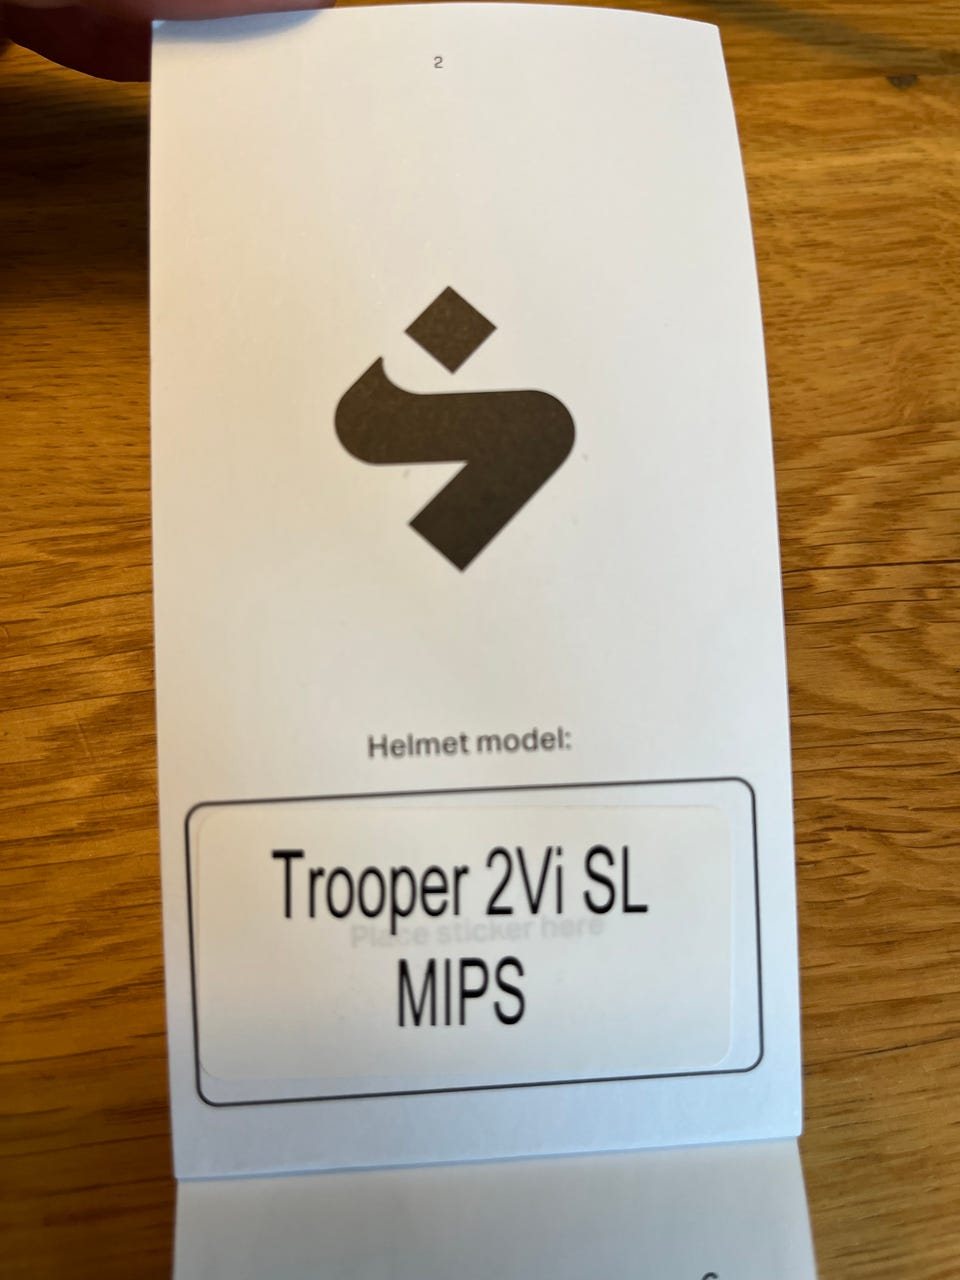 2
Helmet model:
Trooper 2Vi SL
Place sticker here
MIPS